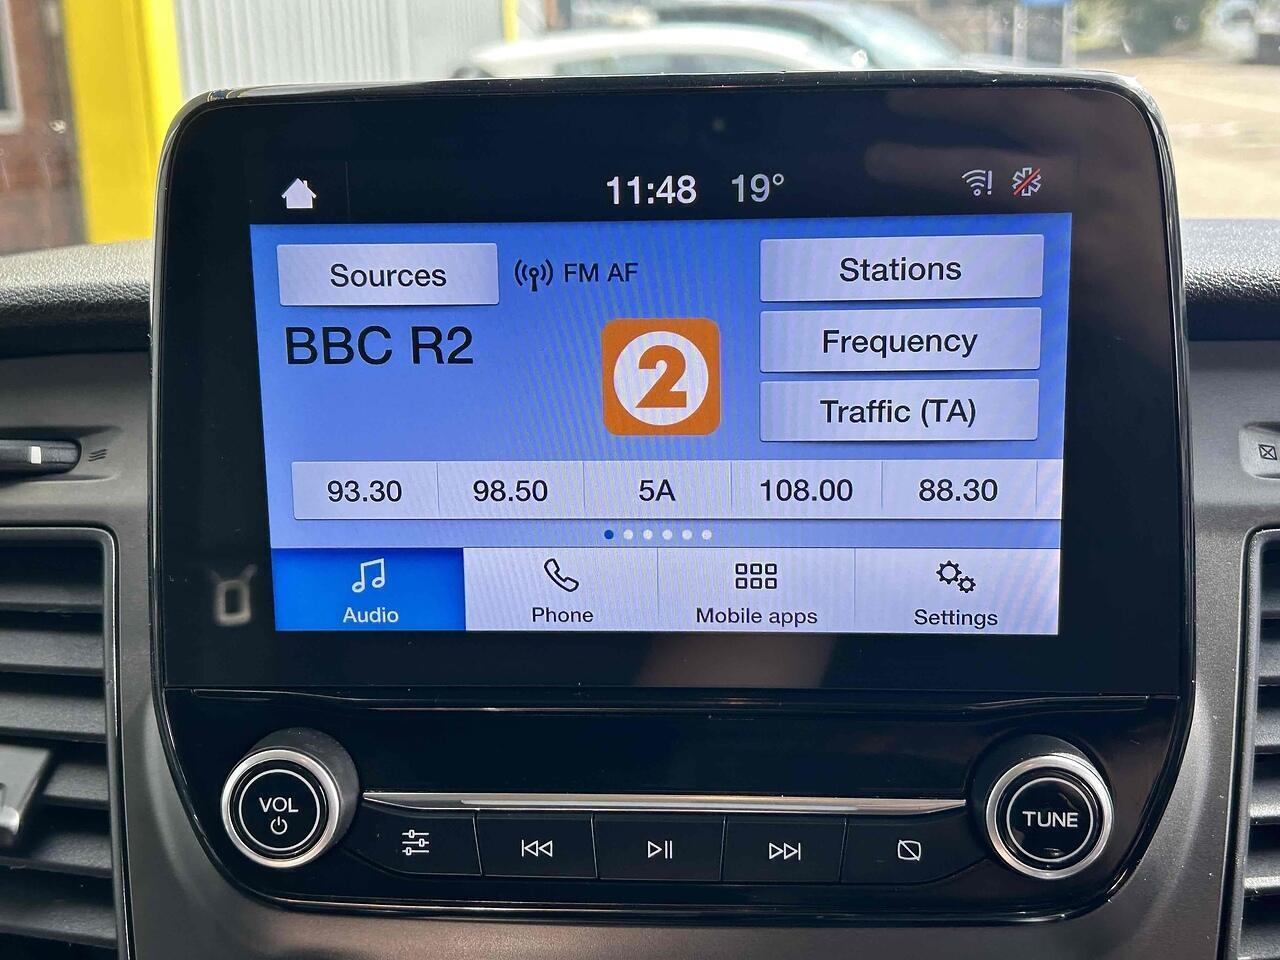 11:48 19°
Sources FM AF Stations
BBC R2
2
Frequency
Traffic (TA)
93.30 98.50 5A 108.00 88.30
Audio Phone Mobile apps Settings
VOL
TUNE